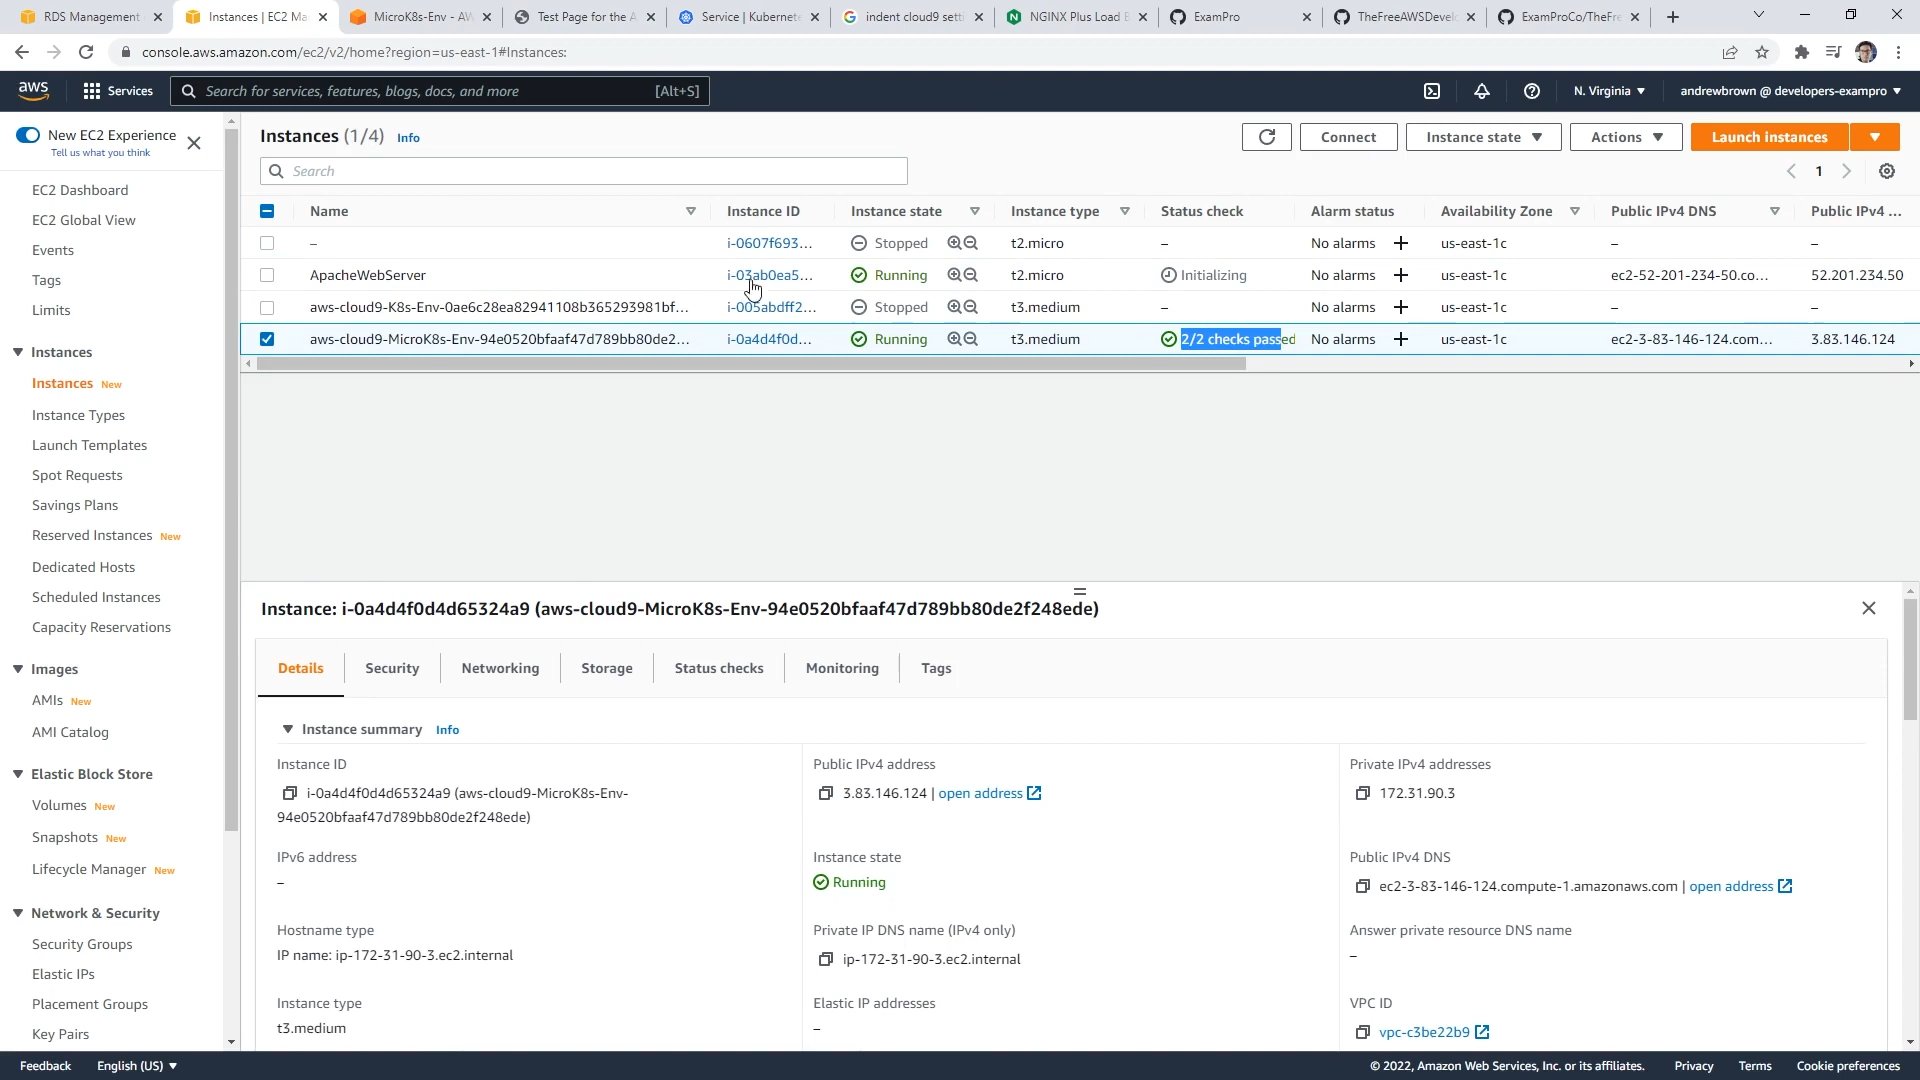 RDS Management
Instances | EC2 Ma
MicroK8s-Env - AW
Test Page for the A
Service | Kubernete
indent cloud9 setti
NGINX Plus Load B
ExamPro
TheFreeAWSDevelo
ExamProCo/TheFre
console.aws.amazon.com/ec2/v2/home?region=us-east-1#Instances:
aws
Services
Search for services, features, blogs, docs, and more
[Alt+S]
N. Virginia
andrewbrown @ developers-exampro
New EC2 Experience
Tell us what you think
EC2 Dashboard
EC2 Global View
Events
Tags
Limits
Instances
Instances New
Instance Types
Launch Templates
Spot Requests
Savings Plans
Reserved Instances New
Dedicated Hosts
Scheduled Instances
Capacity Reservations
Images
AMIs New
AMI Catalog
Elastic Block Store
Volumes New
Snapshots New
Lifecycle Manager New
Network & Security
Security Groups
Elastic IPs
Placement Groups
Key Pairs
Instances (1/4) Info
Connect
Instance state
Actions
Launch instances
Search
1
Name Instance ID Instance state Instance type Status check Alarm status Availability Zone Public IPv4 DNS Public IPv4 ...
– i-0607f693... Stopped t2.micro – No alarms us-east-1c – –
ApacheWebServer i-03ab0ea5... Running t2.micro Initializing No alarms us-east-1c ec2-52-201-234-50.co... 52.201.234.50
aws-cloud9-K8s-Env-0ae6c28ea82941108b365293981bf... i-005abdff2... Stopped t3.medium – No alarms us-east-1c – –
aws-cloud9-MicroK8s-Env-94e0520bfaaf47d789bb80de2... i-0a4d4f0d... Running t3.medium 2/2 checks passed No alarms us-east-1c ec2-3-83-146-124.com... 3.83.146.124
Instance: i-0a4d4f0d4d65324a9 (aws-cloud9-MicroK8s-Env-94e0520bfaaf47d789bb80de2f248ede)
Details
Security
Networking
Storage
Status checks
Monitoring
Tags
Instance summary Info
Instance ID
i-0a4d4f0d4d65324a9 (aws-cloud9-MicroK8s-Env-
94e0520bfaaf47d789bb80de2f248ede)
Public IPv4 address
3.83.146.124 | open address
Private IPv4 addresses
172.31.90.3
IPv6 address
–
Instance state
Running
Public IPv4 DNS
ec2-3-83-146-124.compute-1.amazonaws.com | open address
Hostname type
IP name: ip-172-31-90-3.ec2.internal
Private IP DNS name (IPv4 only)
ip-172-31-90-3.ec2.internal
Answer private resource DNS name
–
Instance type
t3.medium
Elastic IP addresses
–
VPC ID
vpc-c3be22b9
Feedback
English (US)
© 2022, Amazon Web Services, Inc. or its affiliates.
Privacy
Terms
Cookie preferences